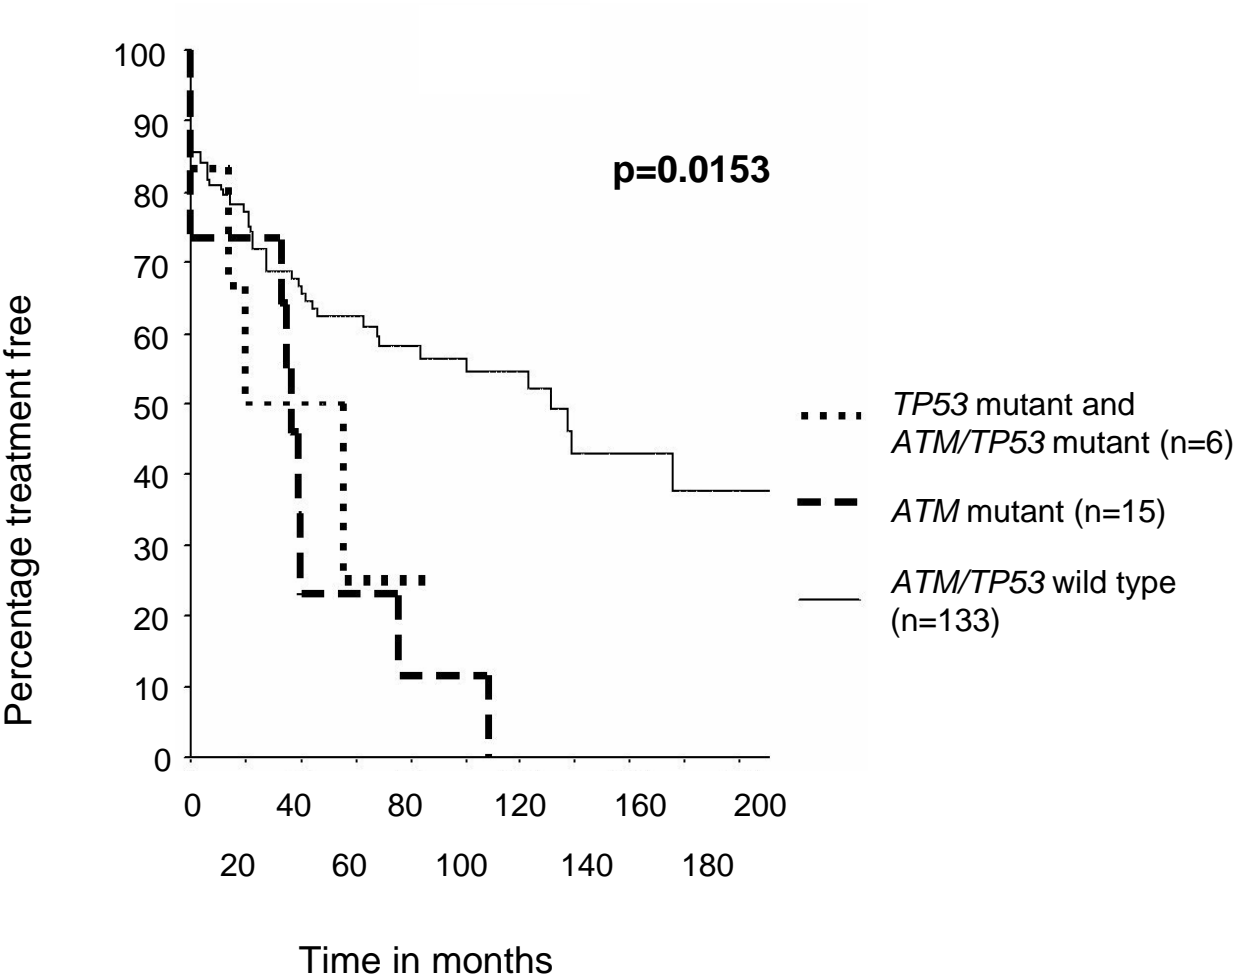 100
90
80
70
60
50
40
30
20
10
0
Percentage treatment free
p=0.0153
TP53 mutant and
ATM/TP53 mutant (n=6)
ATM mutant (n=15)
ATM/TP53 wild type
(n=133)
0 40 80 120 160 200
20 60 100 140 180
Time in months